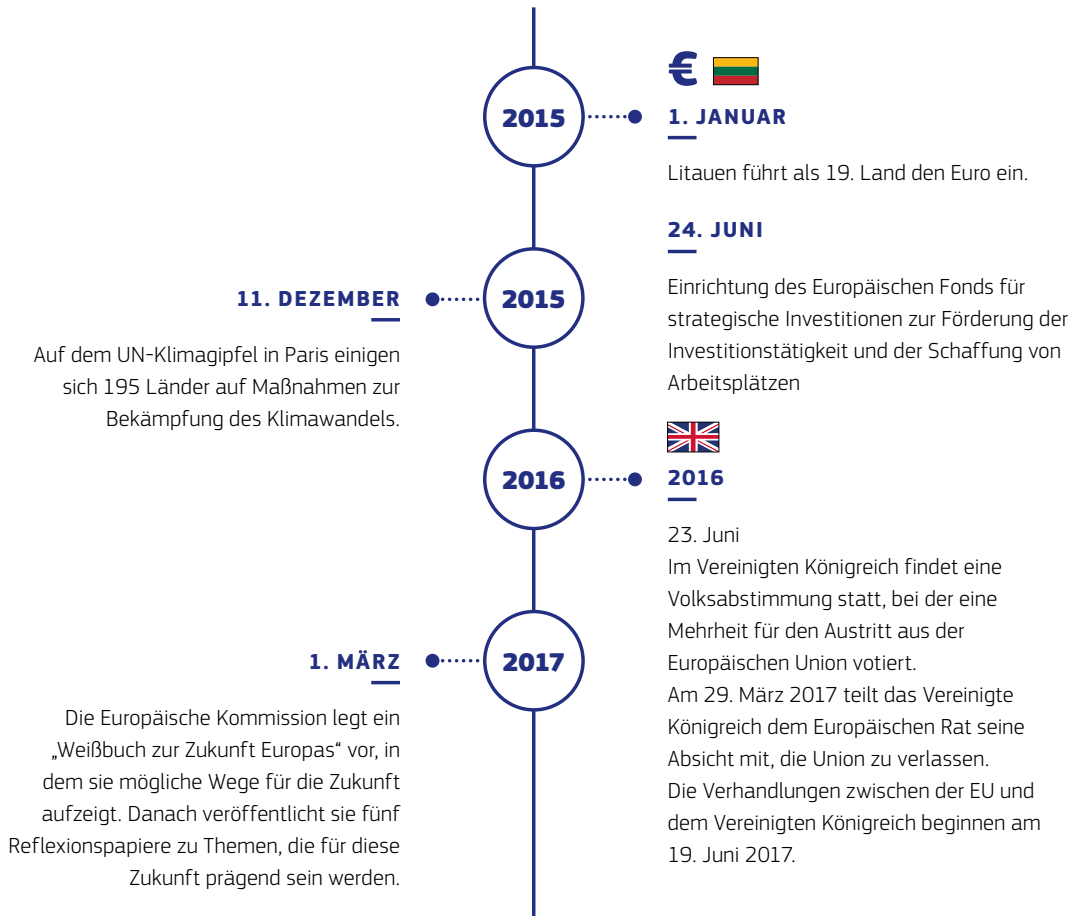 2015
€
1. JANUAR
Litauen führt als 19. Land den Euro ein.
24. JUNI
Einrichtung des Europäischen Fonds für
strategische Investitionen zur Förderung der
Investitionstätigkeit und der Schaffung von
Arbeitsplätzen
2015
11. DEZEMBER
Auf dem UN-Klimagipfel in Paris einigen
sich 195 Länder auf Maßnahmen zur
Bekämpfung des Klimawandels.
2016
2016
23. Juni
Im Vereinigten Königreich findet eine
Volksabstimmung statt, bei der eine
Mehrheit für den Austritt aus der
Europäischen Union votiert.
Am 29. März 2017 teilt das Vereinigte
Königreich dem Europäischen Rat seine
Absicht mit, die Union zu verlassen.
Die Verhandlungen zwischen der EU und
dem Vereinigten Königreich beginnen am
19. Juni 2017.
2017
1. MÄRZ
Die Europäische Kommission legt ein
„Weißbuch zur Zukunft Europas“ vor, in
dem sie mögliche Wege für die Zukunft
aufzeigt. Danach veröffentlicht sie fünf
Reflexionspapiere zu Themen, die für diese
Zukunft prägend sein werden.